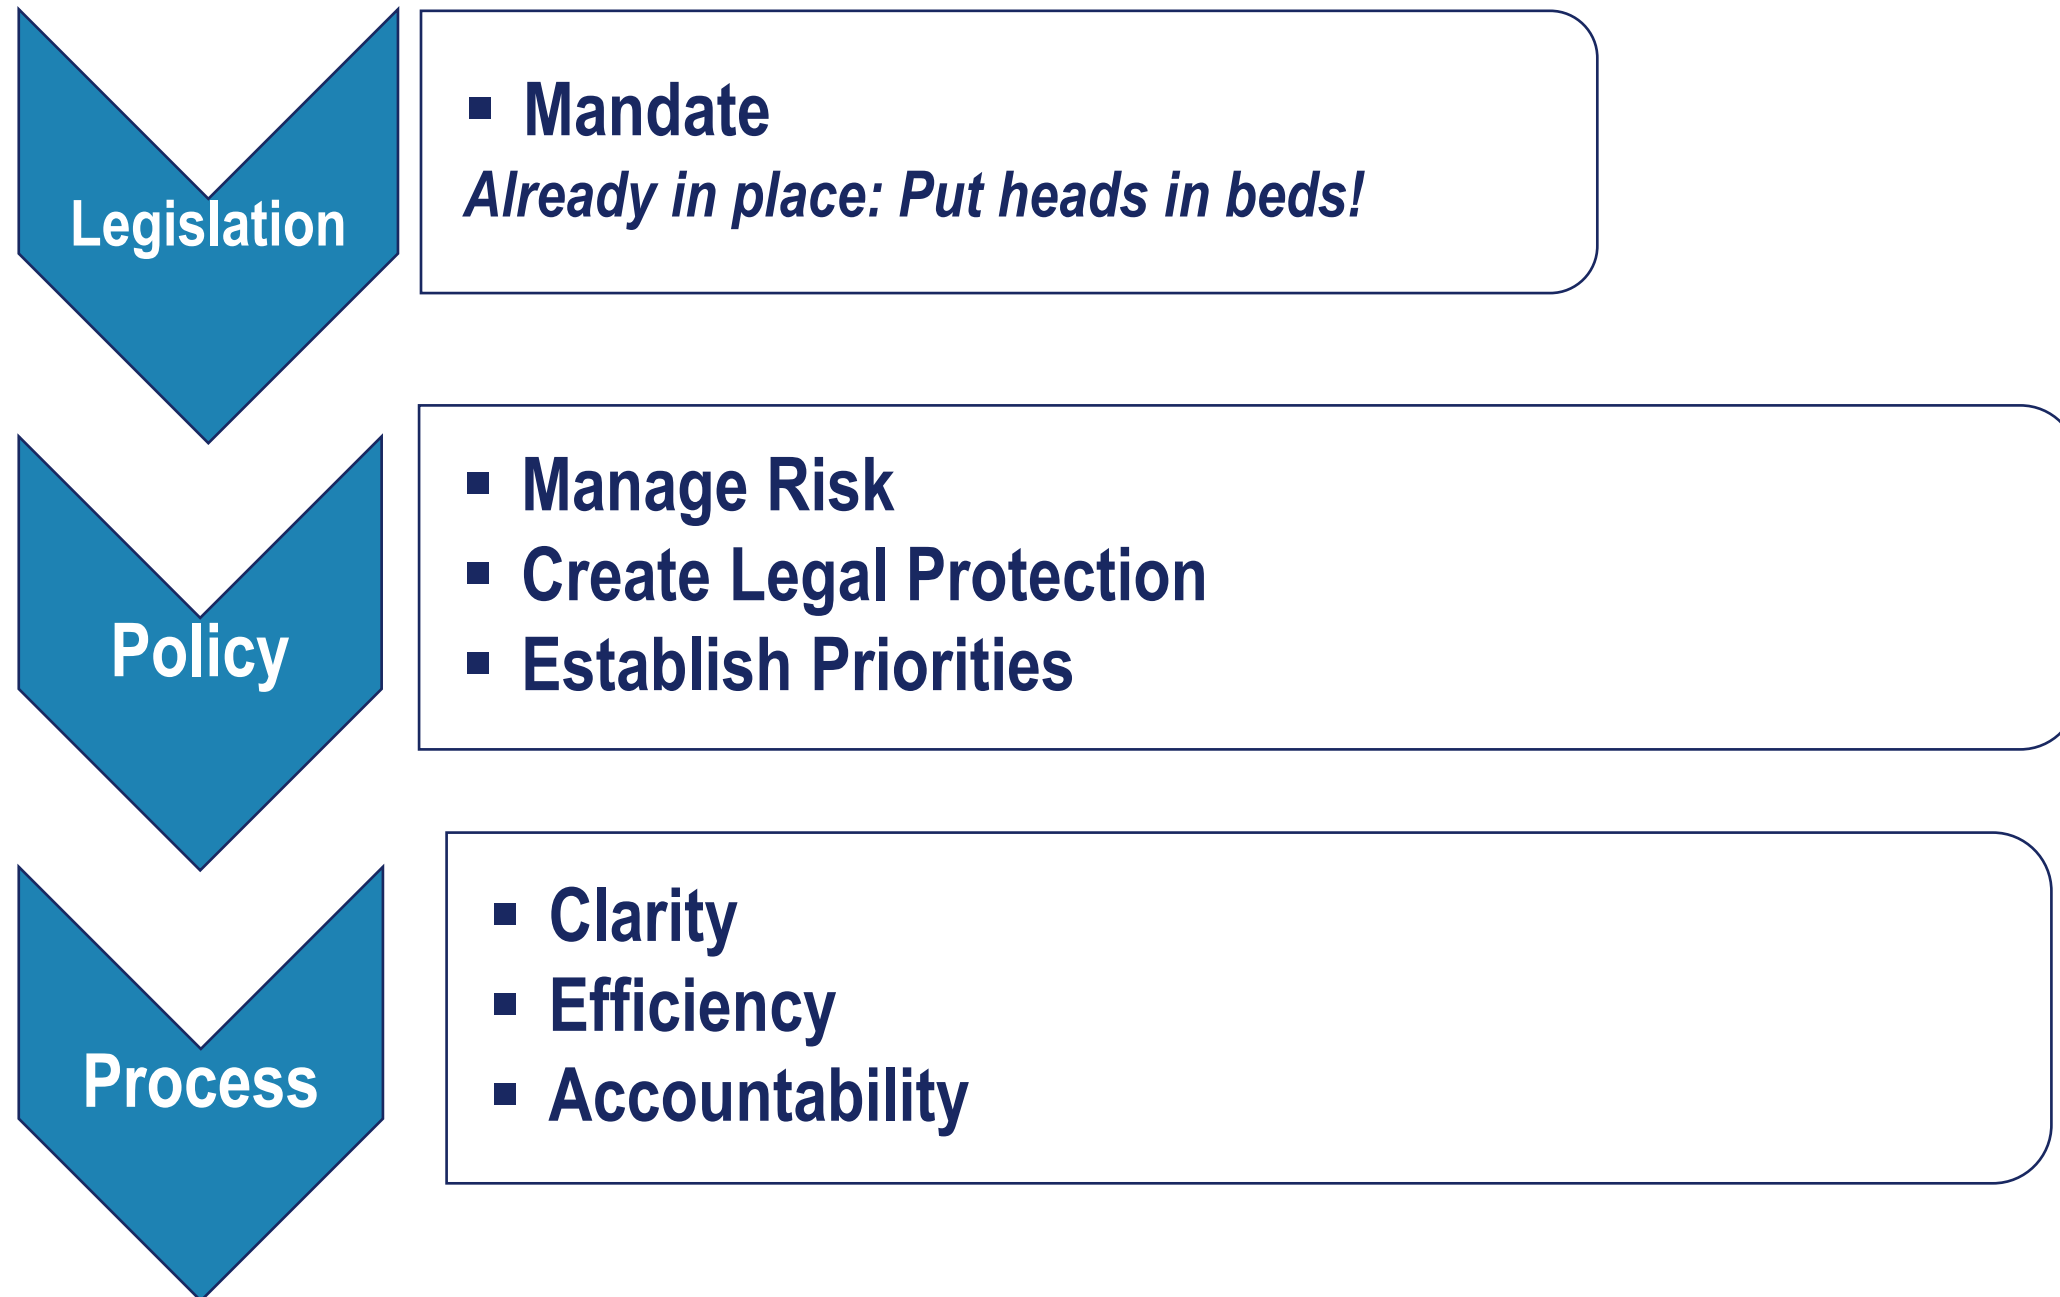 Legislation
▪ Mandate
Already in place: Put heads in beds!
Policy
▪ Manage Risk
▪ Create Legal Protection
▪ Establish Priorities
Process
▪ Clarity
▪ Efficiency
▪ Accountability